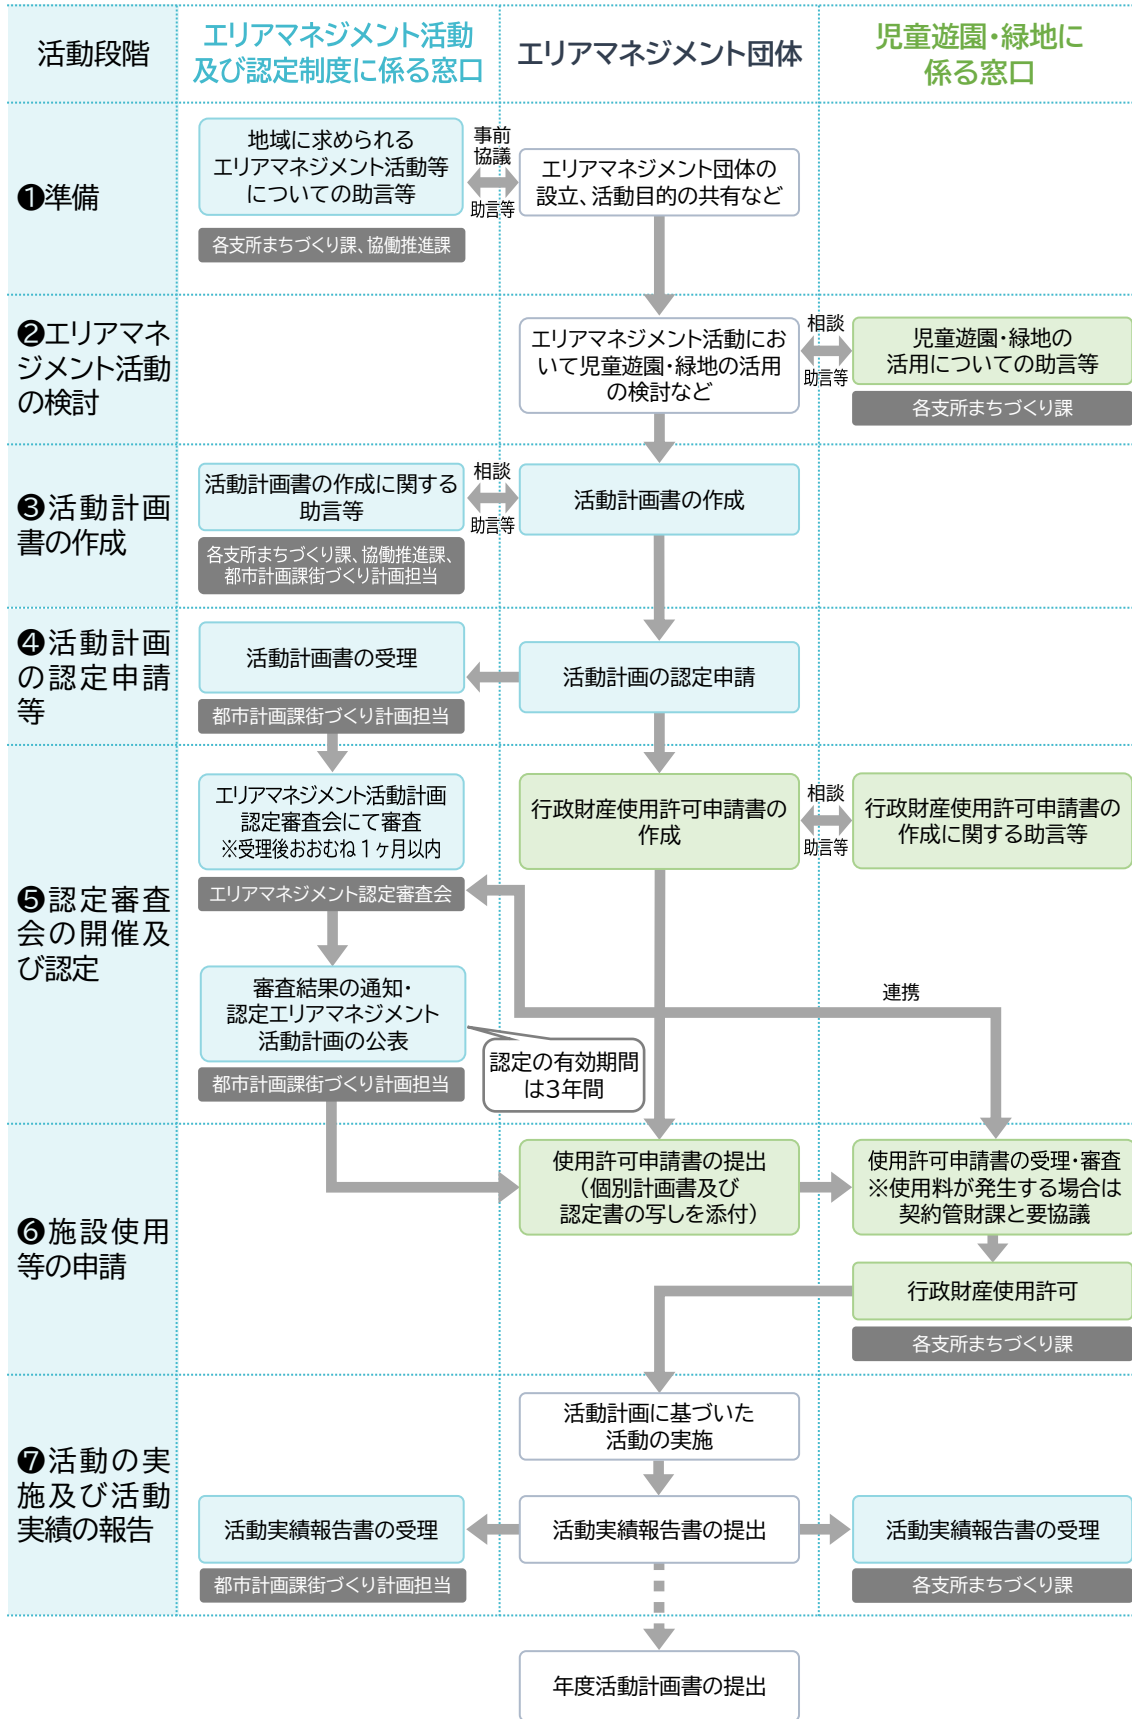 活動段階
エリアマネジメント活動
及び認定制度に係る窓口
エリアマネジメント団体
児童遊園・緑地に
係る窓口
❶準備
地域に求められる
エリアマネジメント活動等
についての助言等
各支所まちづくり課、協働推進課
事前
協議
助言等
エリアマネジメント団体の
設立、活動目的の共有など
❷エリアマネ
ジメント活動
の検討
エリアマネジメント活動にお
いて児童遊園・緑地の活用
の検討など
相談
助言等
児童遊園・緑地の
活用についての助言等
各支所まちづくり課
❸活動計画
書の作成
活動計画書の作成に関する
助言等
各支所まちづくり課、協働推進課、
都市計画課街づくり計画担当
相談
助言等
活動計画書の作成
❹活動計画
の認定申請
等
活動計画書の受理
都市計画課街づくり計画担当
活動計画の認定申請
❺認定審査
会の開催及
び認定
エリアマネジメント活動計画
認定審査会にて審査
※受理後おおむね１ヶ月以内
エリアマネジメント認定審査会
行政財産使用許可申請書の
作成
相談
助言等
行政財産使用許可申請書の
作成に関する助言等
連携
審査結果の通知・
認定エリアマネジメント
活動計画の公表
都市計画課街づくり計画担当
認定の有効期間
は3年間
❻施設使用
等の申請
使用許可申請書の提出
（個別計画書及び
認定書の写しを添付）
使用許可申請書の受理・審査
※使用料が発生する場合は
契約管財課と要協議
行政財産使用許可
各支所まちづくり課
❼活動の実
施及び活動
実績の報告
活動計画に基づいた
活動の実施
活動実績報告書の受理
都市計画課街づくり計画担当
活動実績報告書の提出
活動実績報告書の受理
各支所まちづくり課
年度活動計画書の提出